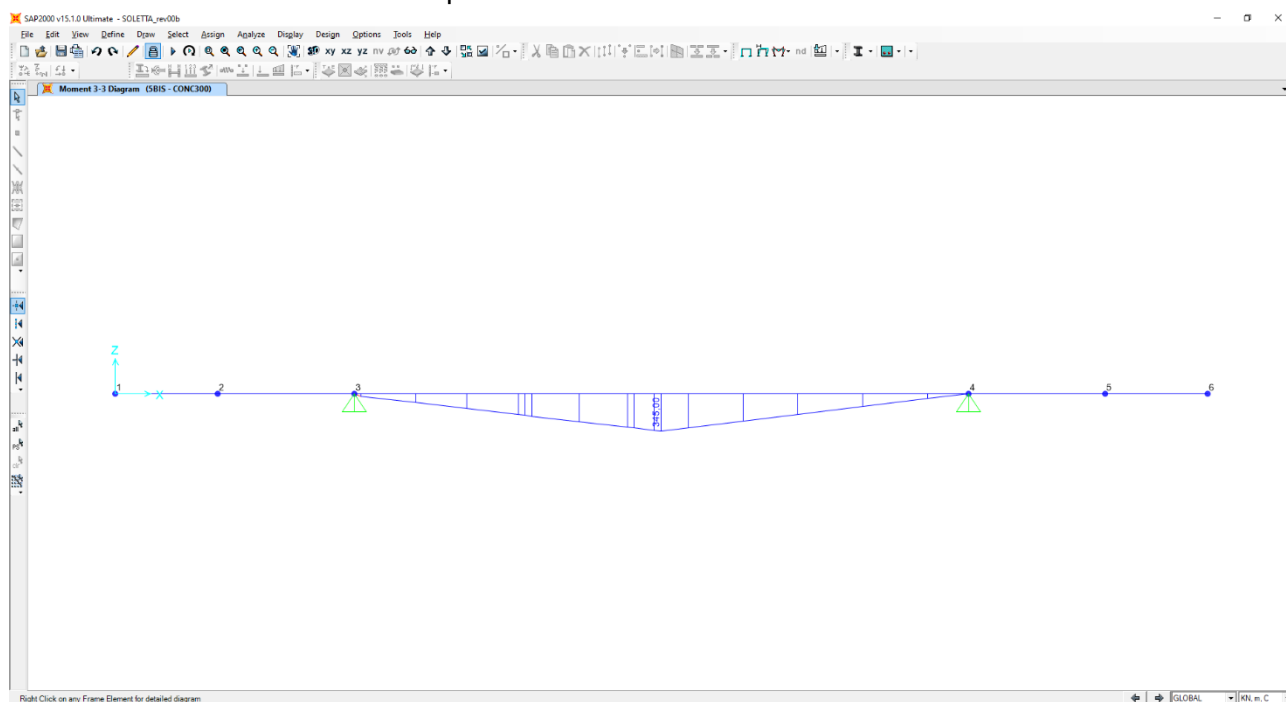 SAP2000 v15.1.0 Ultimate - SOLETTA_rev00b
File Edit View Define Draw Select Assign Analyze Display Design Options Tools Help
xy xz yz nv nd
Moment 3-3 Diagram (5BIS - CONC300)
Z
1 X 2 3 4 5 6
345,00
all
Right Click on any Frame Element for detailed diagram GLOBAL KN, m, C